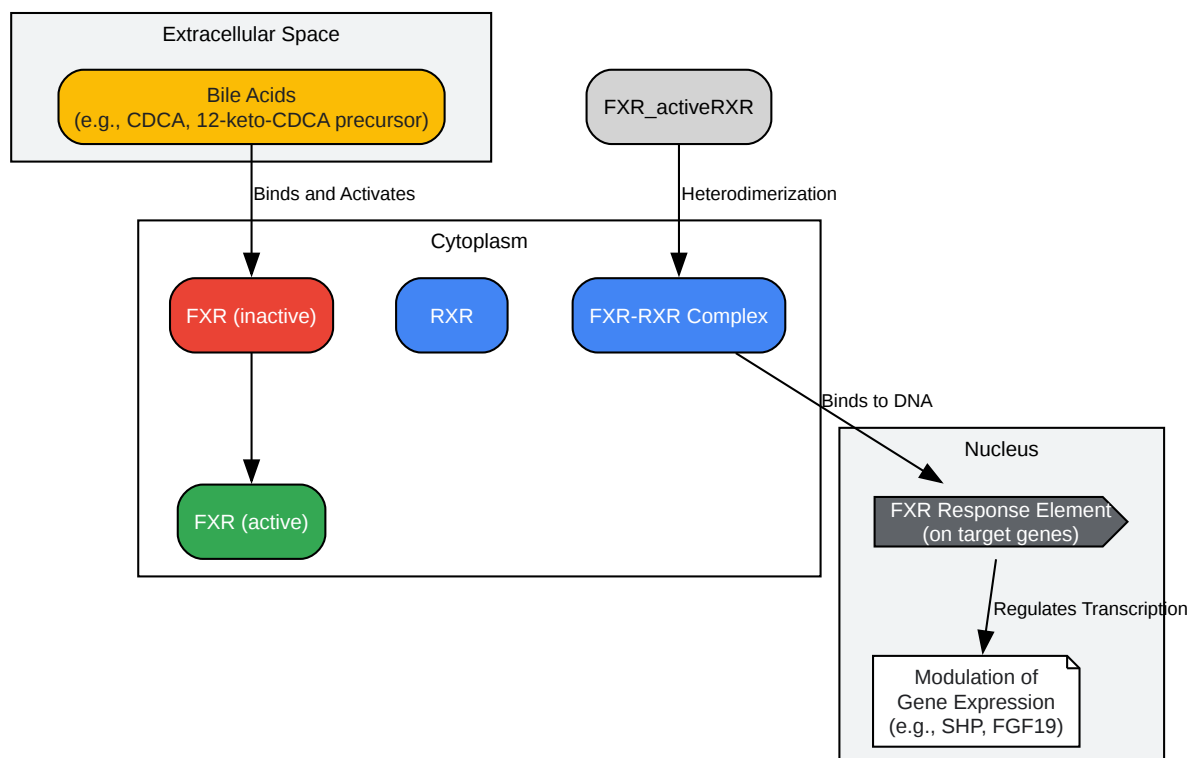 Extracellular Space
Bile Acids
(e.g., CDCA, 12-keto-CDCA precursor)
FXR_activeRXR
Binds and Activates
Heterodimerization
Cytoplasm
FXR (inactive)
RXR
FXR-RXR Complex
Binds to DNA
Nucleus
FXR (active)
FXR Response Element
(on target genes)
Regulates Transcription
Modulation of
Gene Expression
(e.g., SHP, FGF19)